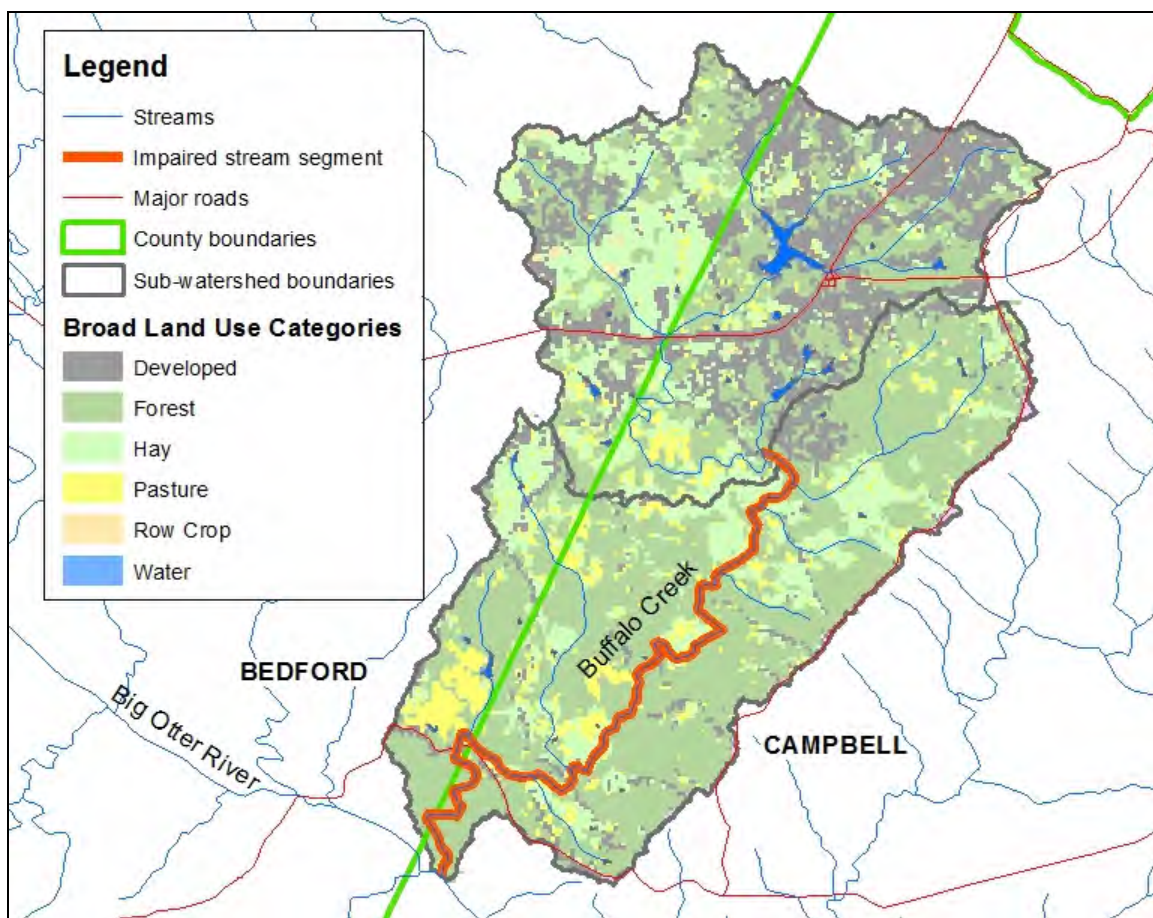 Legend
Streams
Impaired stream segment
Major roads
County boundaries
Sub-watershed boundaries
Broad Land Use Categories
Developed
Forest
Hay
Pasture
Row Crop
Water
Buffalo Creek
BEDFORD
Big Otter River
CAMPBELL